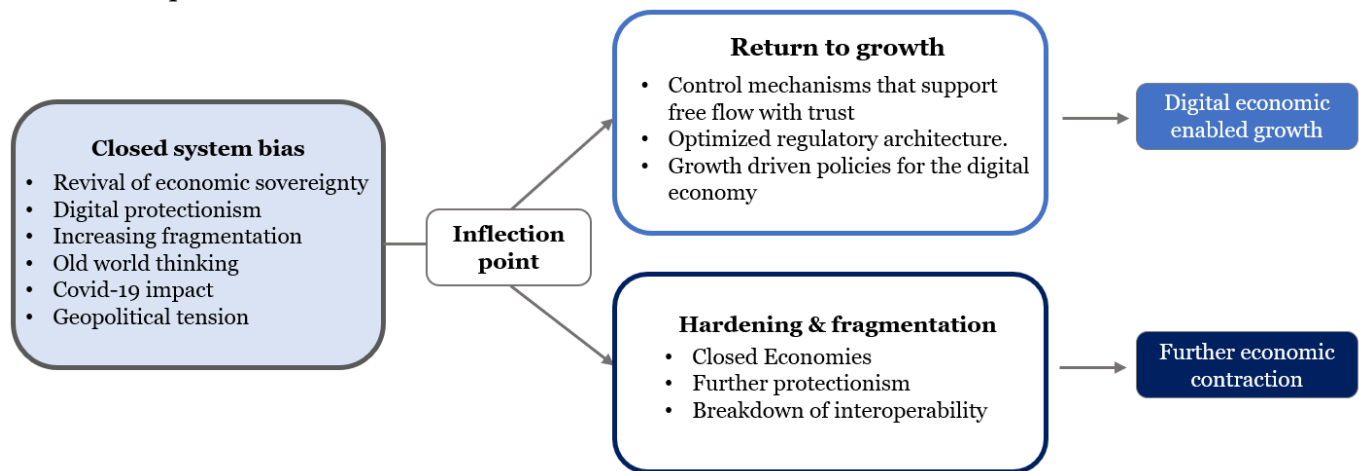 Closed system bias
• Revival of economic sovereignty
• Digital protectionism
• Increasing fragmentation
• Old world thinking
• Covid-19 impact
• Geopolitical tension
Inflection
point
Return to growth
• Control mechanisms that support
free flow with trust
• Optimized regulatory architecture.
• Growth driven policies for the digital
economy
Digital economic
enabled growth
Hardening & fragmentation
• Closed Economies
• Further protectionism
• Breakdown of interoperability
Further economic
contraction